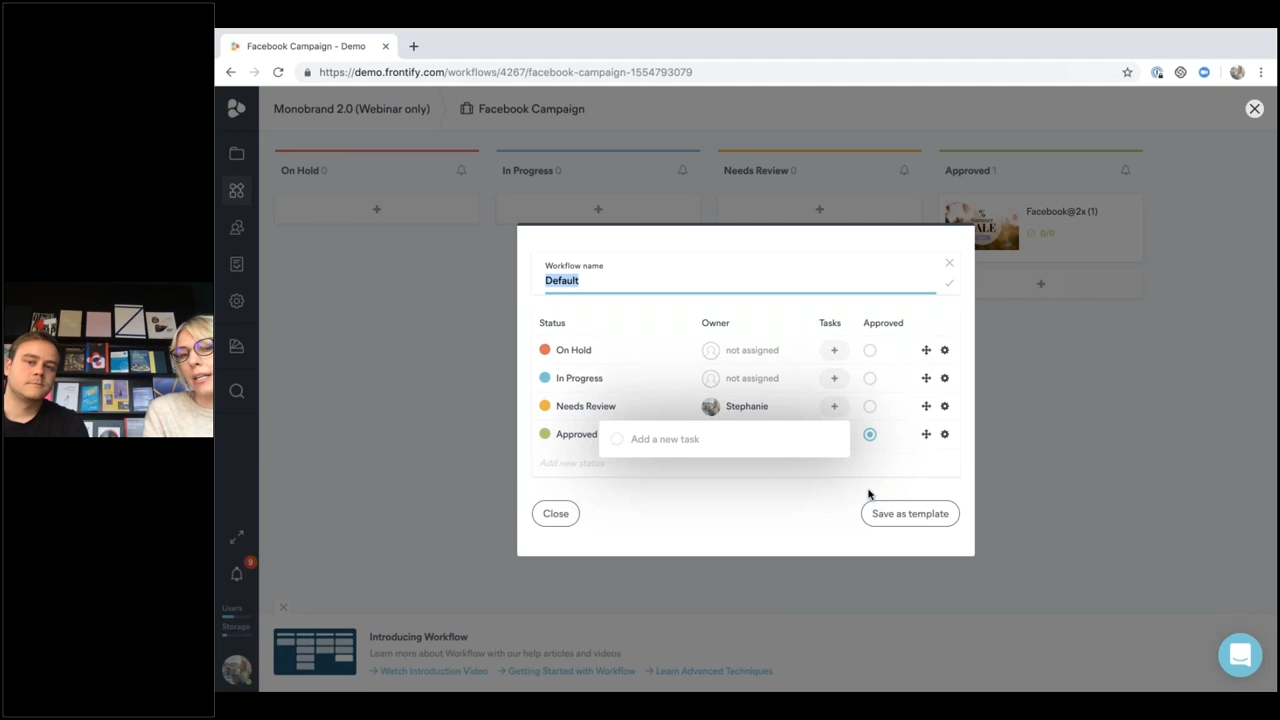 Facebook Campaign - Demo
https://demo.frontify.com/workflows/4267/facebook-campaign-1554793079
Monobrand 2.0 (Webinar only)
Facebook Campaign
On Hold 0
In Progress 0
Needs Review 0
Approved 1
Facebook@2x (1)
SALE
0/0
Workflow name
Default
Status Owner Tasks Approved
On Hold not assigned
In Progress not assigned
Needs Review Stephanie
Approved
Add a new task
Add new status
Close
Save as template
9
Users
Storage
Introducing Workflow
Learn more about Workflow with our help articles and videos
Watch Introduction Video
Getting Started with Workflow
Learn Advanced Techniques